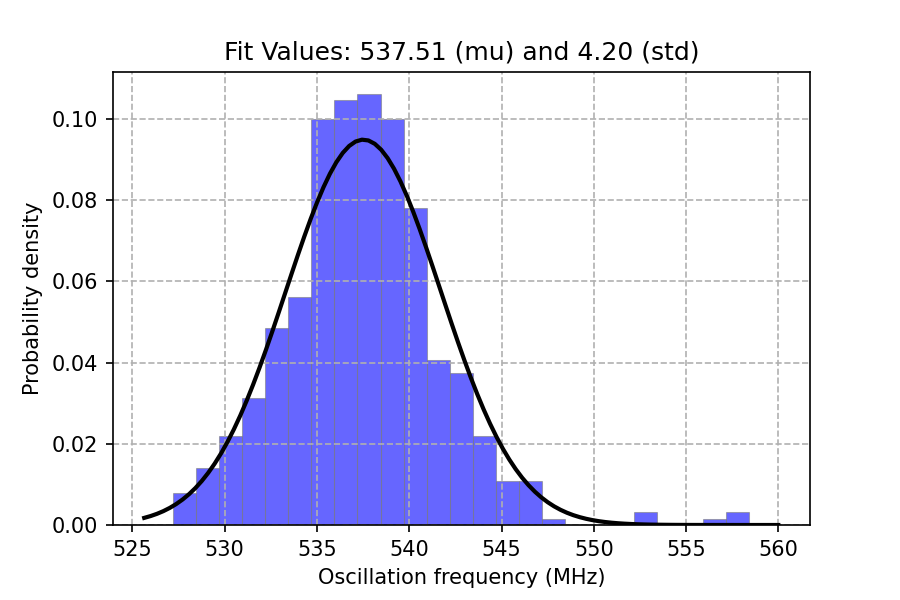 Fit Values: 537.51 (mu) and 4.20 (std)
Probability density
0.10
0.08
0.06
0.04
0.02
0.00
525 530 535 540 545 550 555 560
Oscillation frequency (MHz)